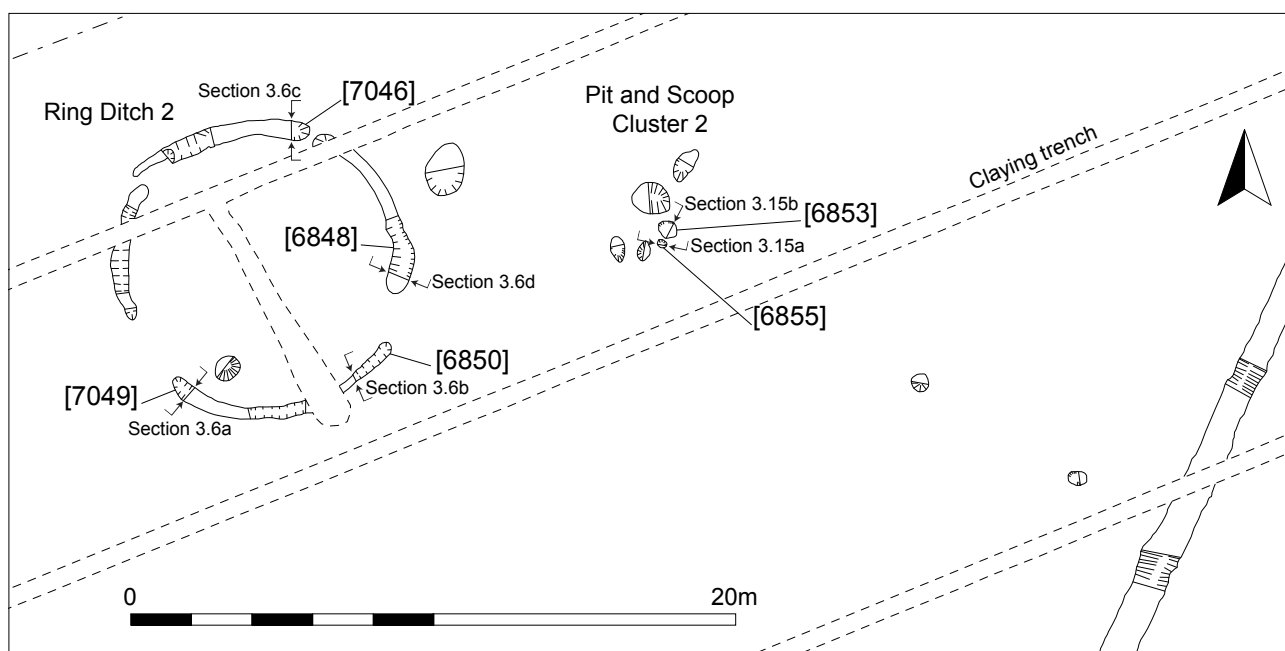 Section 3.6c
[7046]
Ring Ditch 2
Pit and Scoop
Cluster 2
Claying trench
Section 3.15b
[6853]
[6848]
Section 3.15a
Section 3.6d
[6855]
[6850]
Section 3.6b
[7049]
Section 3.6a
0
20m